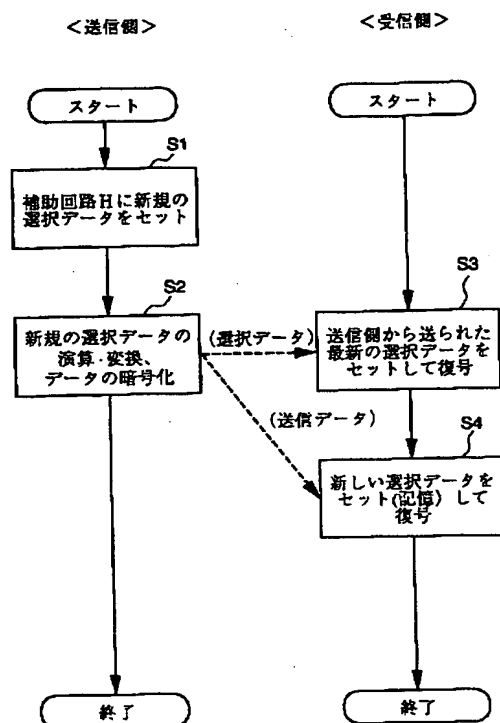 <送信側>
<受信側>
スタート
スタート
S1
補助回路Hに新規の
選択データをセット
S2
新規の選択データの
演算・変換、
データの暗号化
(選択データ)
(送信データ)
S3
送信側から送られた
最新の選択データを
セットして復号
S4
新しい選択データを
セット(記憶)して
復号
終了
終了